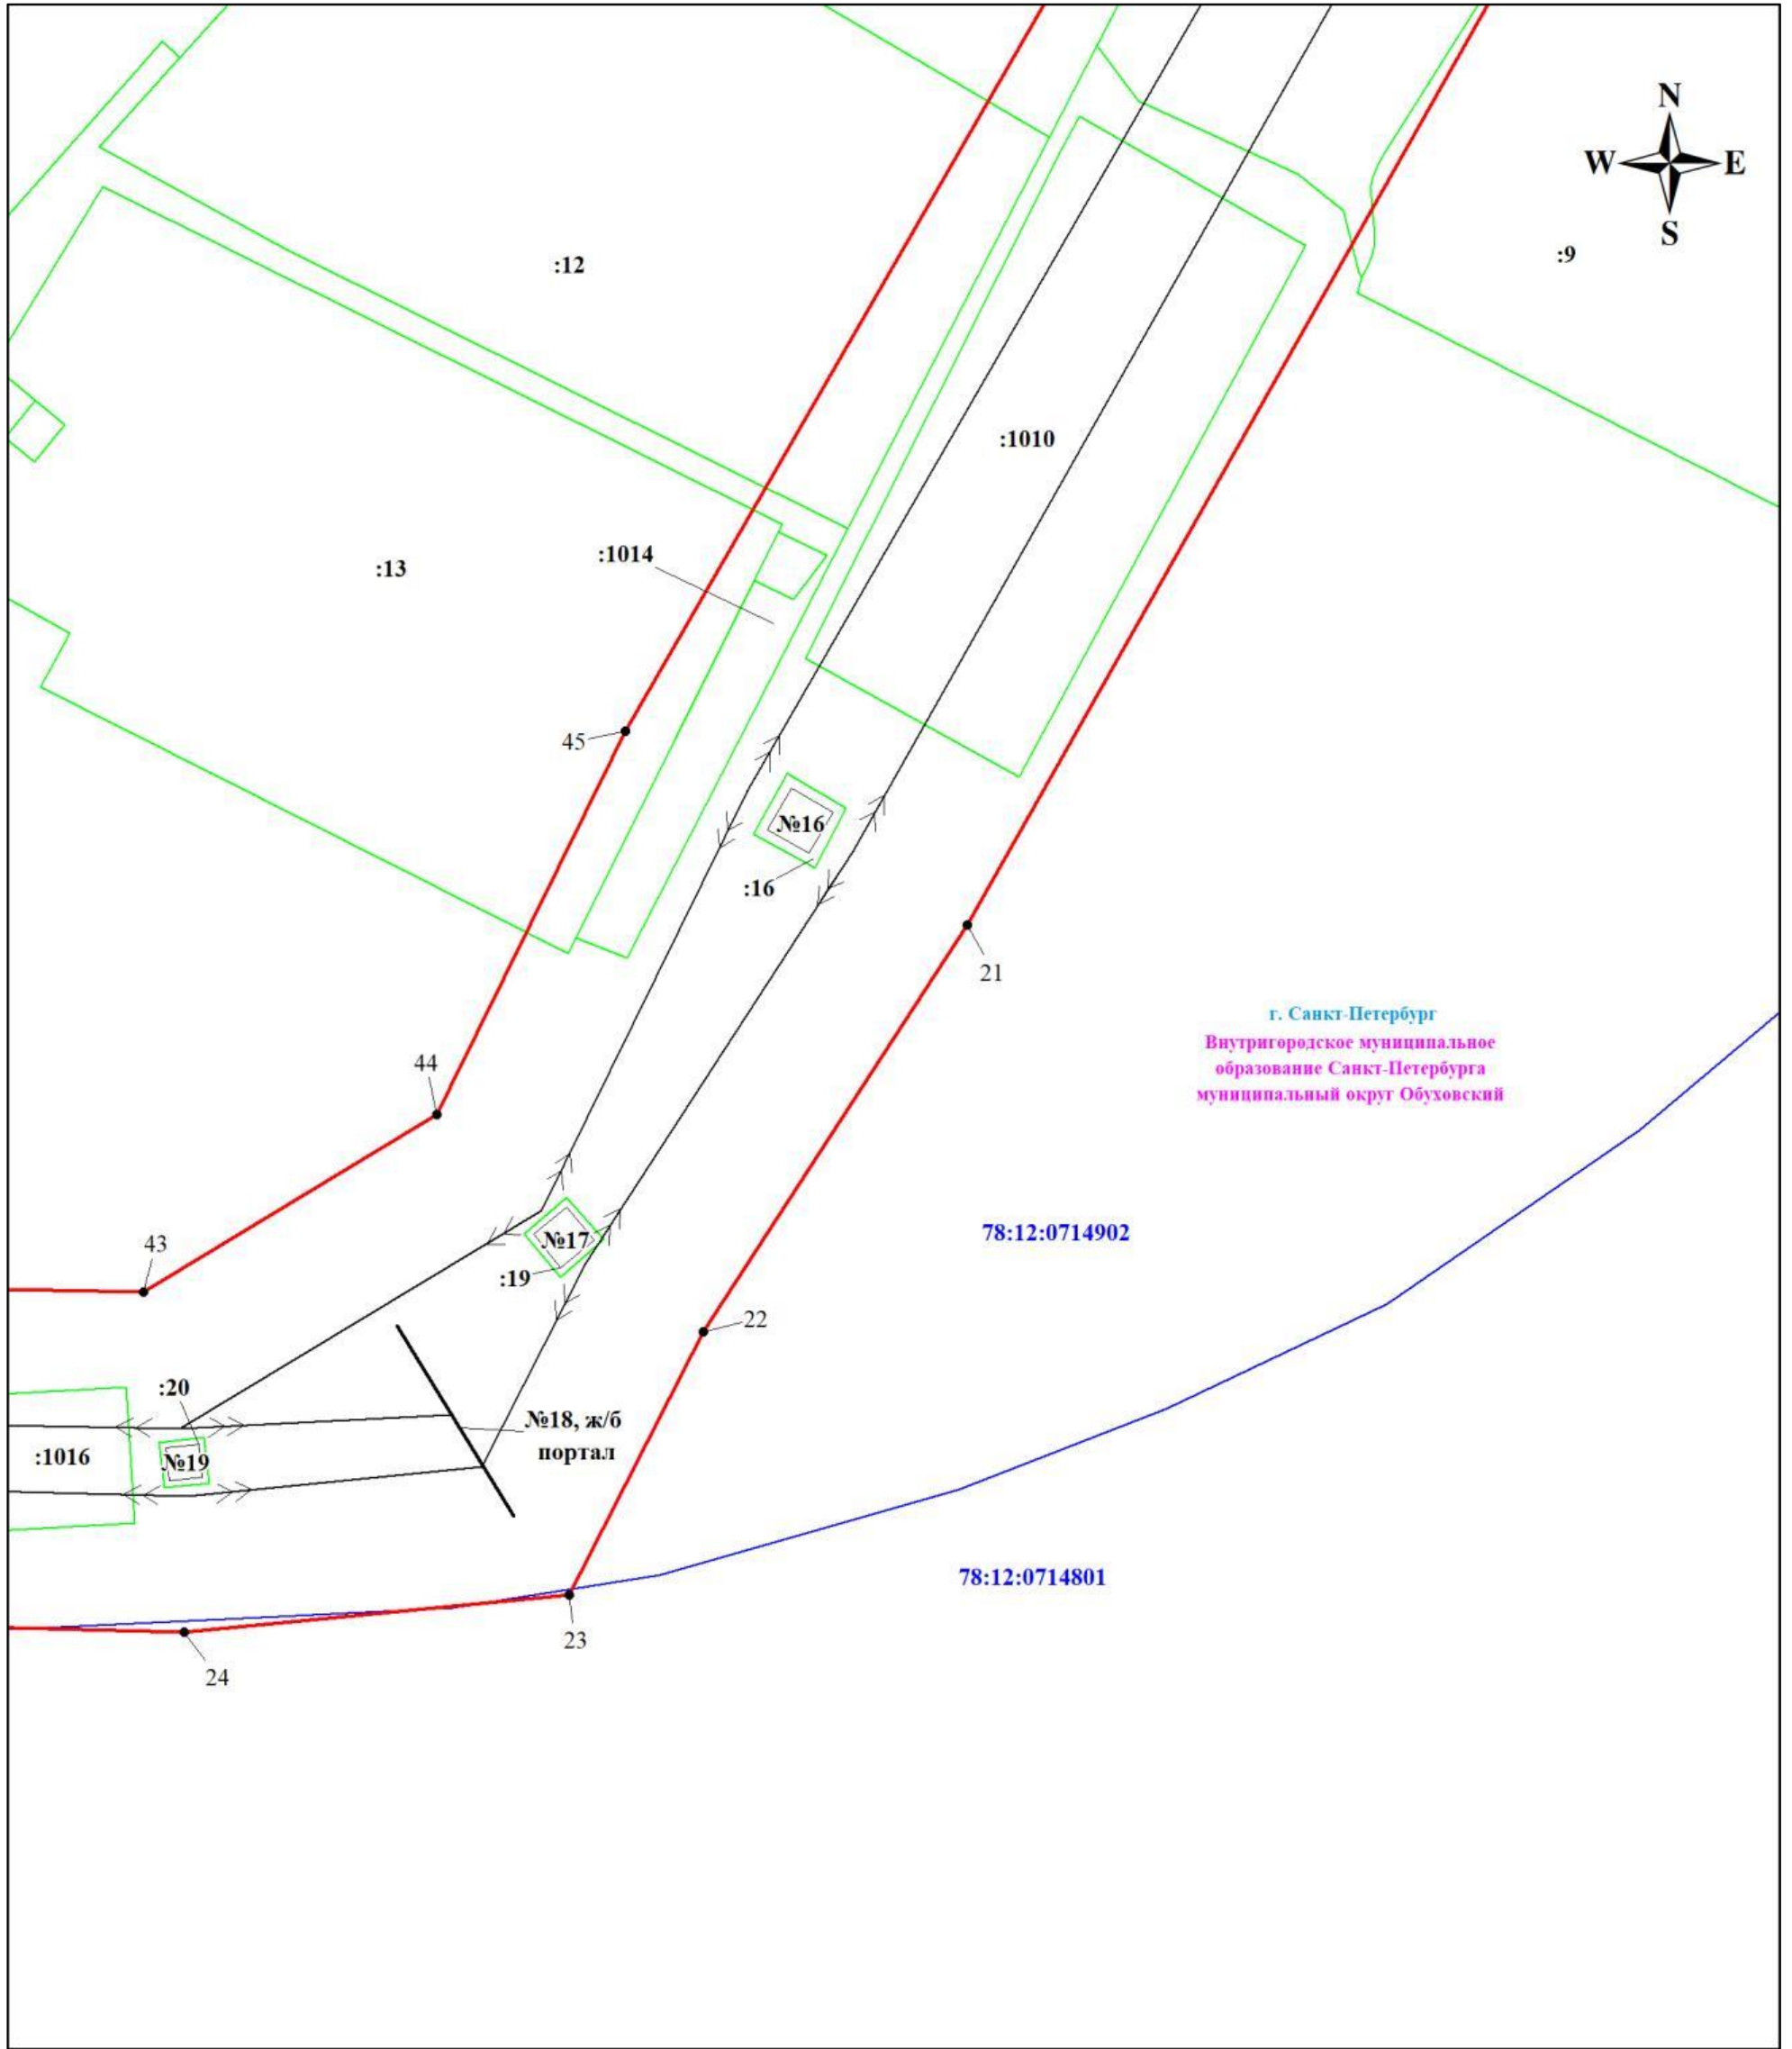 N
W E
S
:9
:12
:1010
:1014
:13
45
№16
:16
21
г. Санкт-Петербург
Внутригородское муниципальное
образование Санкт-Петербурга
муниципальный округ Обуховский
44
78:12:0714902
43
№17
:19
22
:20
№18, ж/б
портал
:1016
№19
78:12:0714801
23
24